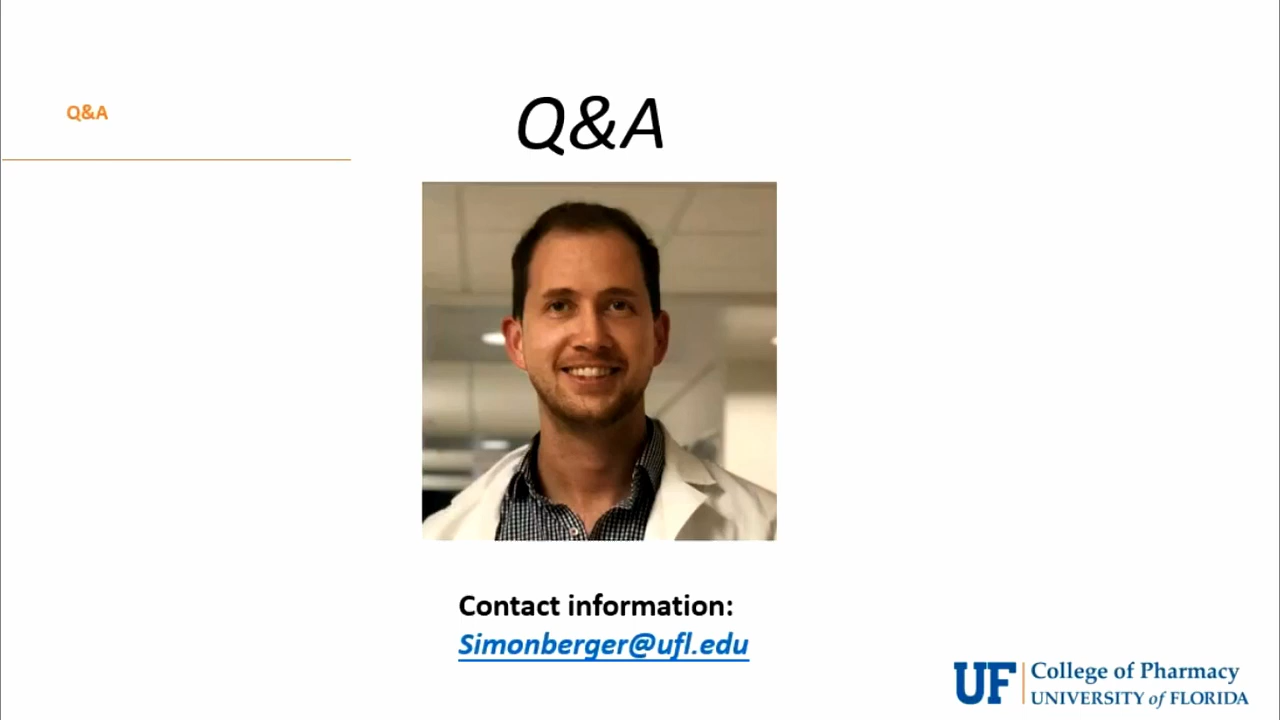 Q&A
Q&A
Contact information:
Simonberger@ufl.edu
UF College of Pharmacy
UNIVERSITY of FLORIDA